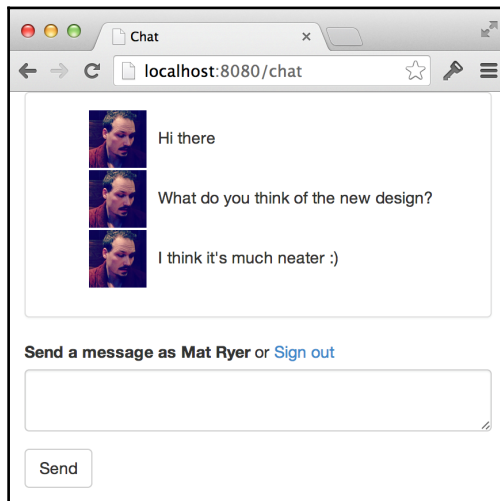 Chat
localhost:8080/chat
Hi there
What do you think of the new design?
I think it's much neater :)
Send a message as Mat Ryer or Sign out
Send